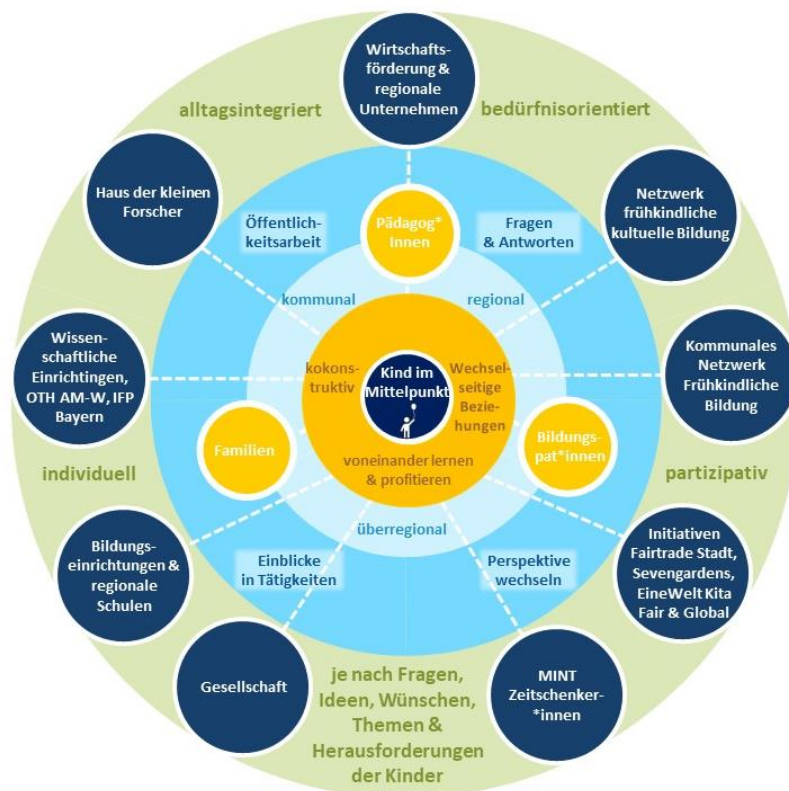 Wirtschafts-
förderung &
regionale
Unternehmen
alltagsintegriert
bedürfnisorientiert
Haus der kleinen
Forscher
Netzwerk
frühkindliche
kultuelle Bildung
Öffentlich-
keitsarbeit
Pädagog*
innen
Fragen
& Antworten
kommunal
regional
Wissen-
schaftliche
Einrichtingen,
OTH AM-W, IFP
Bayern
kokons-
truktiv
Kind im
Mittelpunkt
Wechsel-
seitige
Bezie-
hungen
Kommunales
Netzwerk
Frühkindliche
Bildung
Familien
Bildungs-
pat*innen
voneinander lernen
& profitieren
individuell
partizipativ
überregional
Bildungs-
einrichtungen &
regionale
Schulen
Einblicke
in Tätigkeiten
Perspektive
wechseln
Initiativen
Fairtrade Stadt,
Sevengardens,
EineWelt Kita
Fair & Global
Gesellschaft
je nach Fragen,
Ideen, Wünschen,
Themen &
Herausforderungen
der Kinder
MINT
Zeitschenker-
*innen